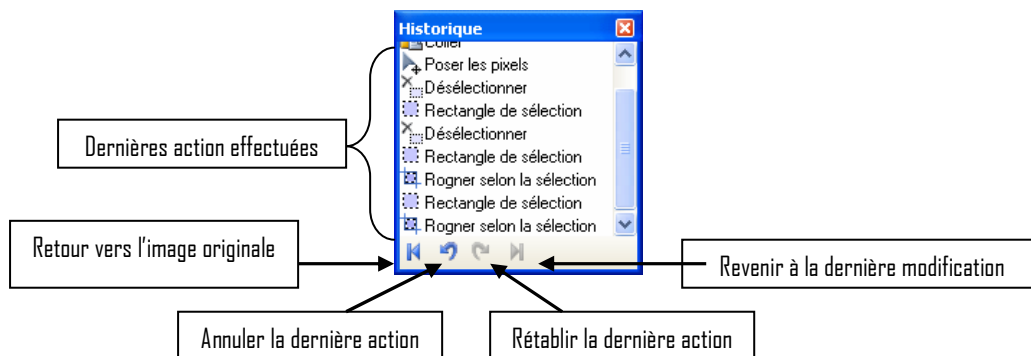 Historique
Coller
Poser les pixels
Désélectionner
Rectangle de sélection
Désélectionner
Rectangle de sélection
Rogner selon la sélection
Rectangle de sélection
Rogner selon la sélection
Dernières action effectuées
Retour vers l'image originale
Revenir à la dernière modification
Annuler la dernière action
Rétablir la dernière action